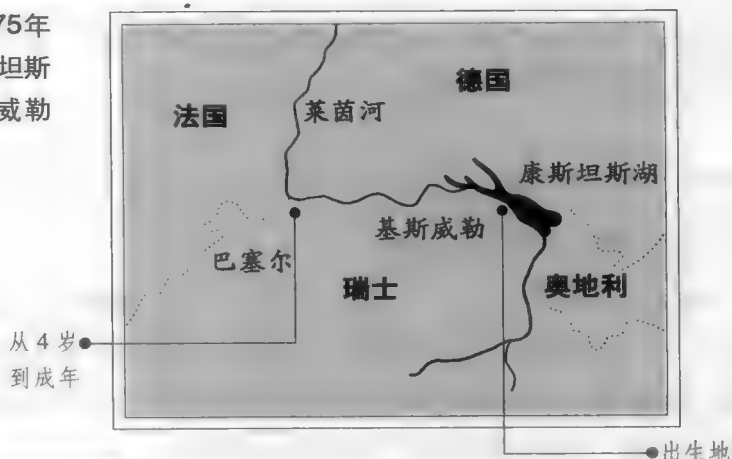 75年
坦斯
威勒
德国
法国
莱茵河
康斯坦斯湖
基斯威勒
巴塞尔
瑞士
奥地利
从4岁
到成年
出生地